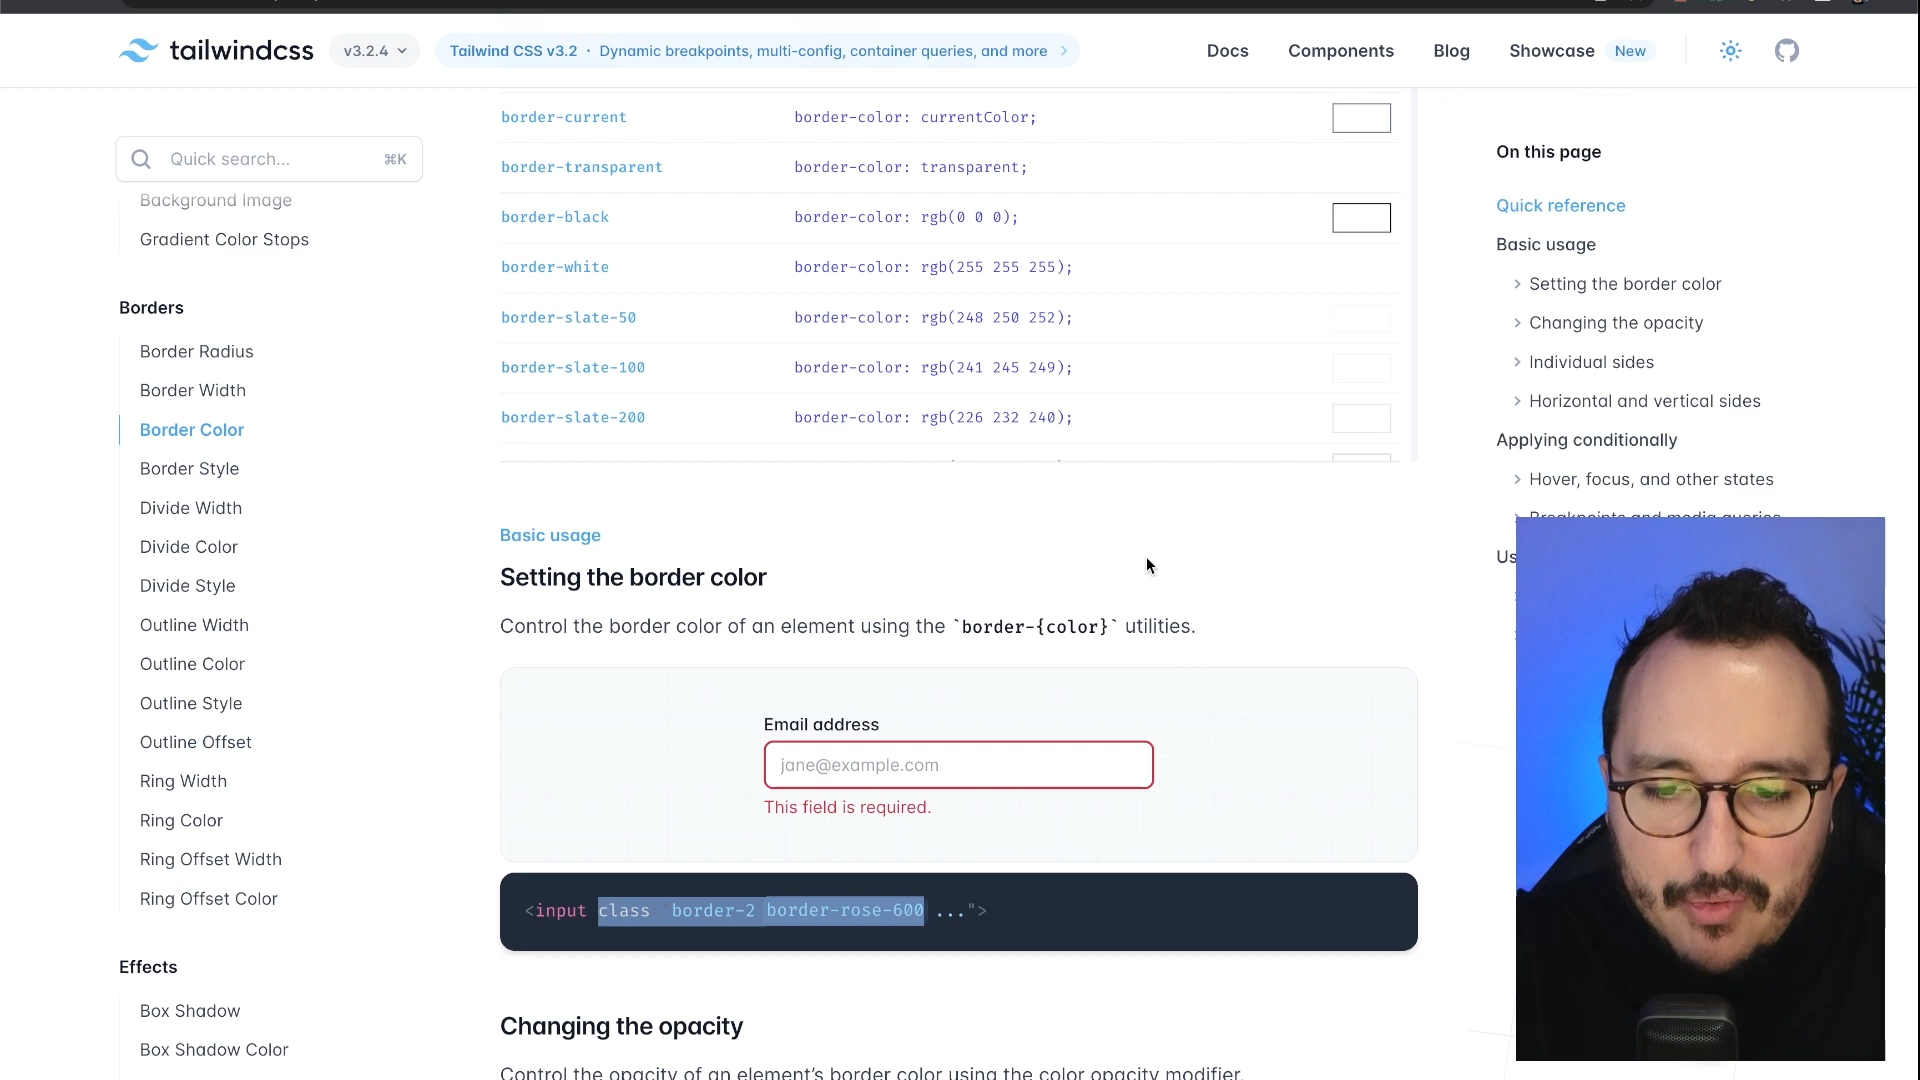 tailwindcss
v3.2.4
Tailwind CSS v3.2 · Dynamic breakpoints, multi-config, container queries, and more
Docs
Components
Blog
Showcase
New
Quick search...
⌘K
Background Image
Gradient Color Stops
Borders
Border Radius
Border Width
Border Color
Border Style
Divide Width
Divide Color
Divide Style
Outline Width
Outline Color
Outline Style
Outline Offset
Ring Width
Ring Color
Ring Offset Width
Ring Offset Color
Effects
Box Shadow
Box Shadow Color
border-current border-color: currentColor;
border-transparent border-color: transparent;
border-black border-color: rgb(0 0 0);
border-white border-color: rgb(255 255 255);
border-slate-50 border-color: rgb(248 250 252);
border-slate-100 border-color: rgb(241 245 249);
border-slate-200 border-color: rgb(226 232 240);
Basic usage
Setting the border color
Control the border color of an element using the `border-{color}` utilities.
Email address
jane@example.com
This field is required.
<input class="border-2 border-rose-600 ...">
Changing the opacity
Control the opacity of an element's border color using the color opacity modifier.
On this page
Quick reference
Basic usage
Setting the border color
Changing the opacity
Individual sides
Horizontal and vertical sides
Applying conditionally
Hover, focus, and other states
Breakpoints and media queries
Us